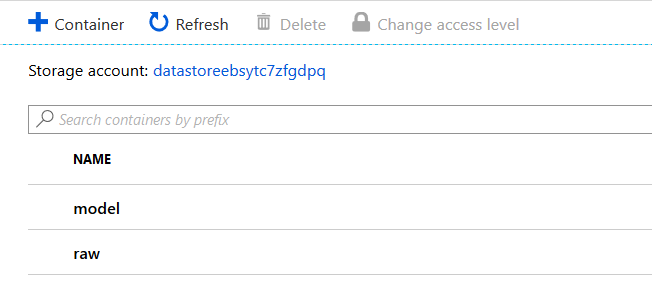 Container Refresh Delete Change access level
Storage account: datastoreebsytc7zfgdpq
Search containers by prefix
NAME
model
raw